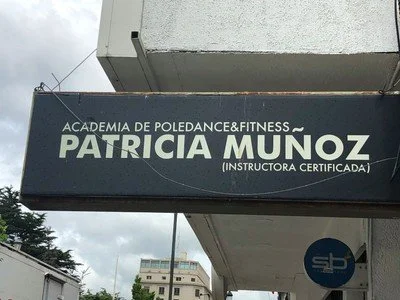 ACADEMIA DE POLEDANCE&FITNESS
PATRICIA MUÑOZ
(INSTRUCTORA CERTIFICADA)